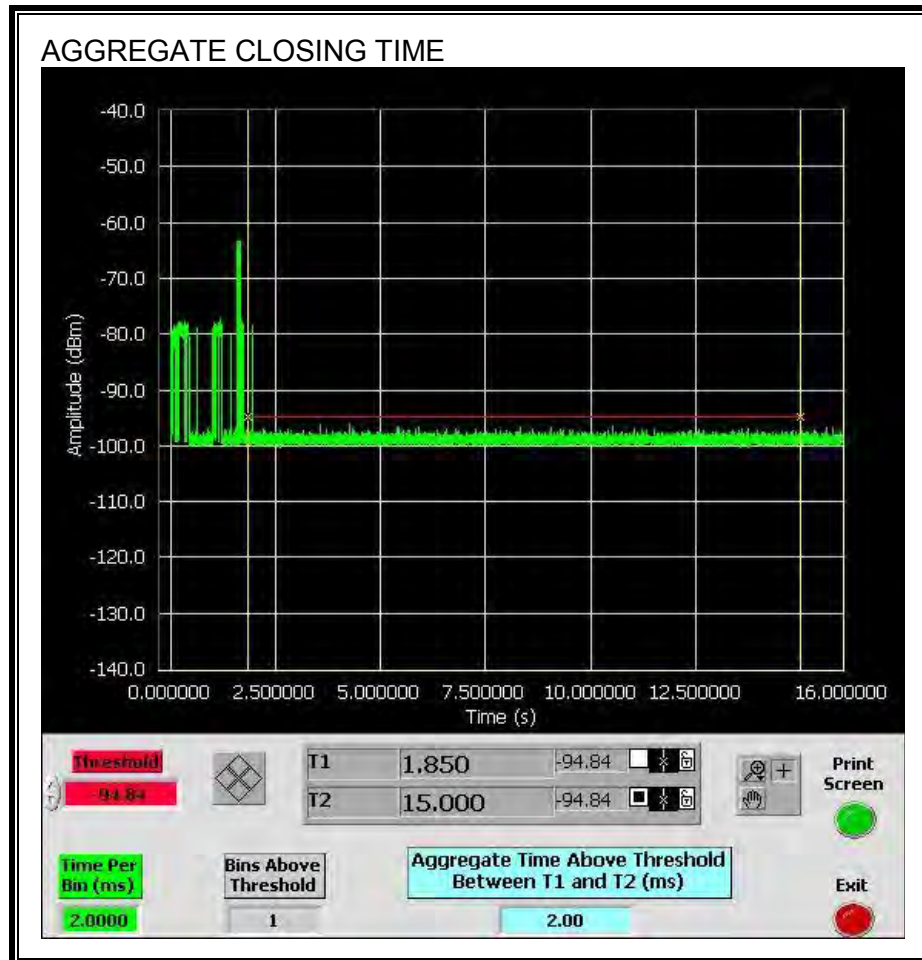 AGGREGATE CLOSING TIME
-40.0
-50.0
-60.0
-70.0
-80.0
-90.0
-100.0
-110.0
-120.0
-130.0
-140.0
Amplitude (dBm)
0.000000 2.500000 5.000000 7.500000 10.000000 12.500000 16.000000
Time (s)
Threshold
-94.84
T1 1.850 -94.84
T2 15.000 -94.84
Print
Screen
Time Per
Bin (ms)
2.0000
Bins Above
Threshold
1
Aggregate Time Above Threshold
Between T1 and T2 (ms)
2.00
Exit